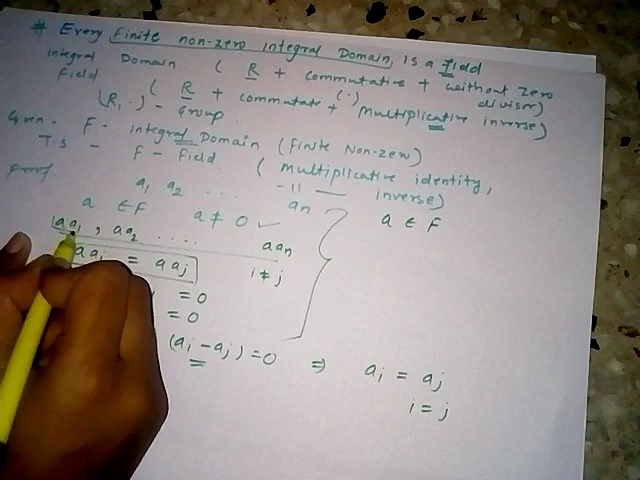 # Every Finite non-zero integral Domain is a field
Integral Domain ( R + commutative + without zero divisor)
Field ( R + commutate + Multiplicative inverse)
(R, .) - Group (.)
Given - F - integral Domain (Finite Non-zero)
T.S - F - Field ( Multiplicative identity,
-11- inverse)
Proof.
a1 a2 ... an
a ∈ F a ≠ 0 ✓ a ∈ F
aa1, aa2 .... aan
aai = aaj i ≠ j
= 0
= 0
(ai - aj) = 0 ⇒ ai = aj
i = j